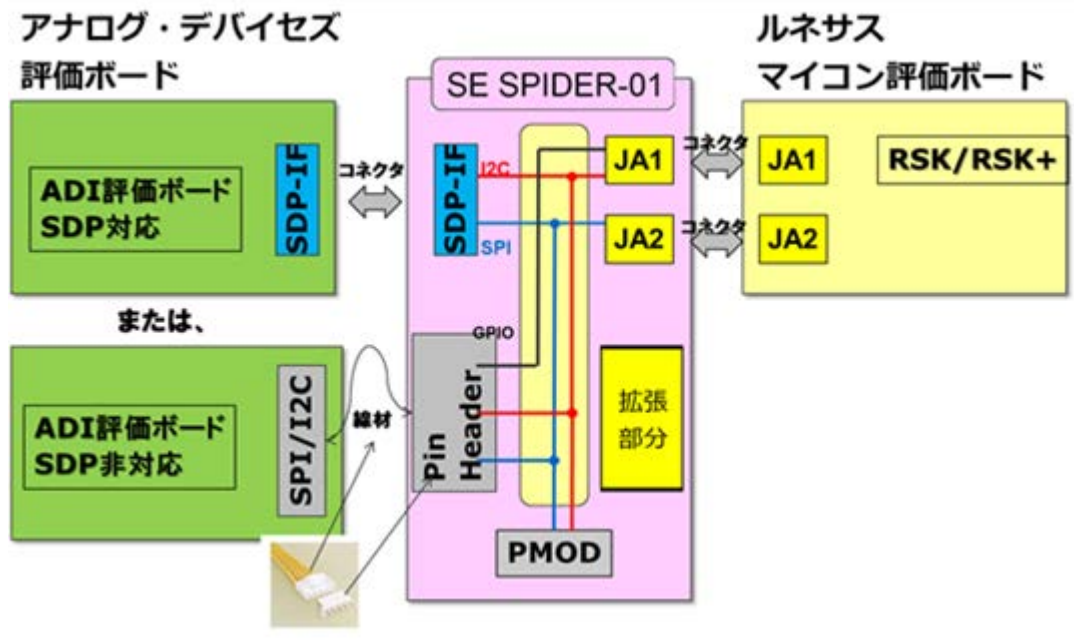 アナログ・デバイセズ
評価ボード
ルネサス
マイコン評価ボード
SE SPIDER-01
ADI評価ボード
SDP対応
SDP-IF
コネクタ
SDP-IF
I2C
SPI
JA1
JA2
コネクタ
コネクタ
JA1
JA2
RSK/RSK+
または、
ADI評価ボード
SDP非対応
SPI/I2C
線材
GPIO
Pin
Header
拡張
部分
PMOD